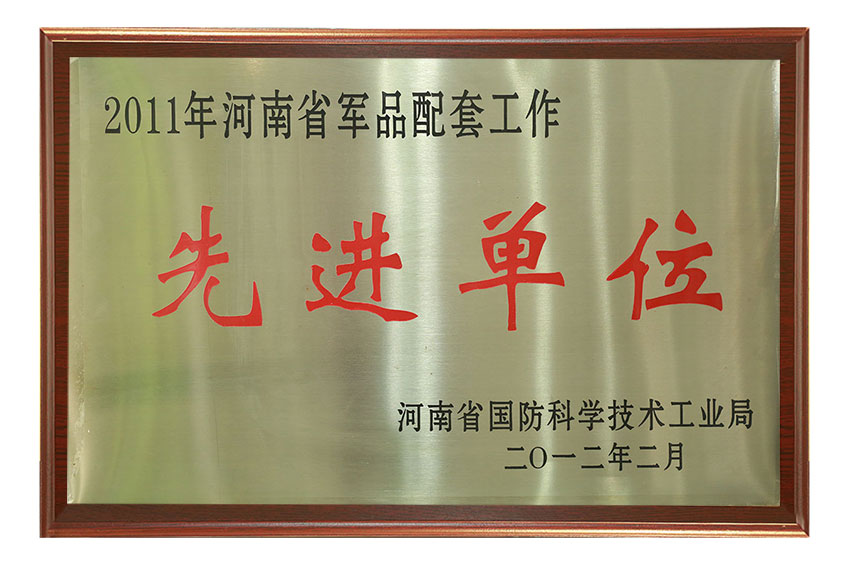 2011年河南省军品配套工作
先进单位
河南省国防科学技术工业局
二〇一二年二月